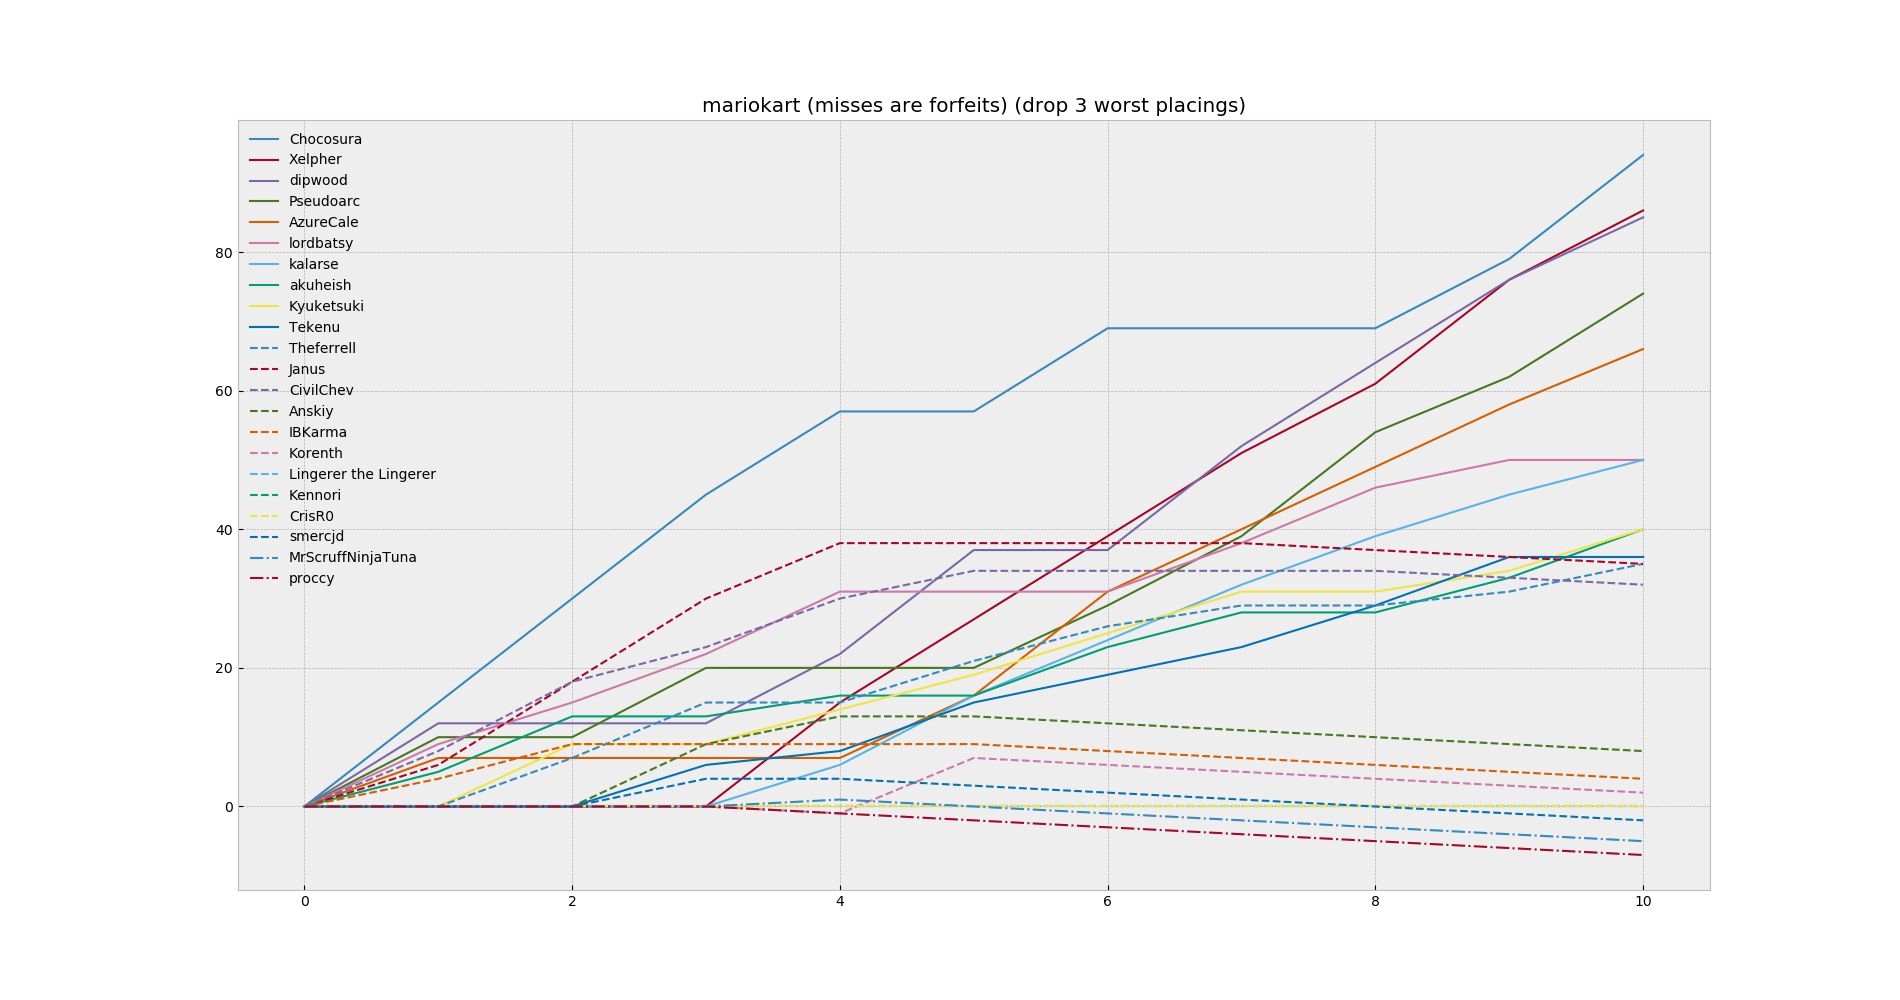 mariokart (misses are forfeits) (drop 3 worst placings)
Chocosura
Xelpher
dipwood
Pseudoarc
AzureCale
lordbatsy
kalarse
akuheish
Kyuketsuki
Tekenu
Theferrell
Janus
CivilChev
Anskiy
IBKarma
Korenth
Lingerer the Lingerer
Kennori
CrisR0
smercjd
MrScruffNinjaTuna
proccy
80
60
40
20
0
0 2 4 6 8 10